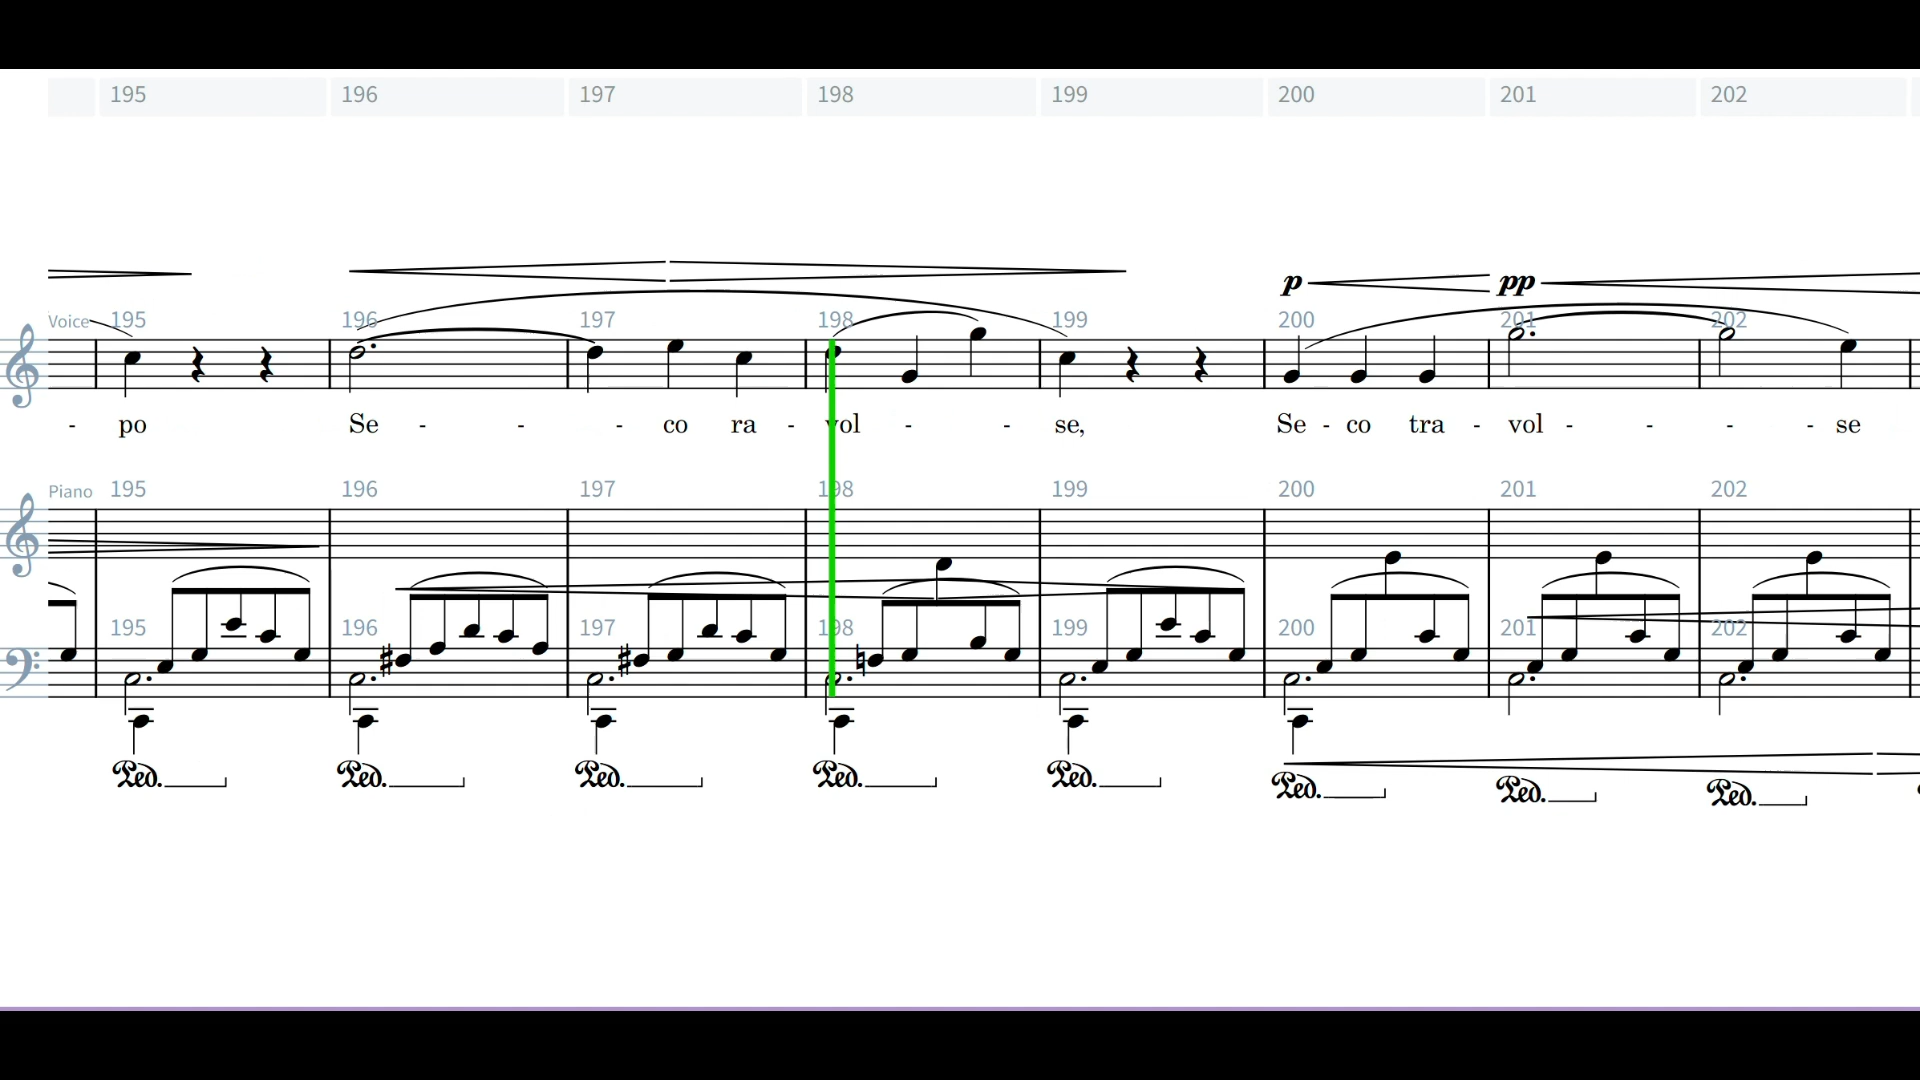 195 196 197 198 199 200 201 202
p pp
Voice 195 196 197 198 199 200 201 202
- po Se - - - co ra - vol - - se, Se - co tra - vol - - - - se
Piano 195 196 197 198 199 200 201 202
195 196 197 198 199 200 201 202
Ped. Ped. Ped. Ped. Ped. Ped. Ped. Ped.